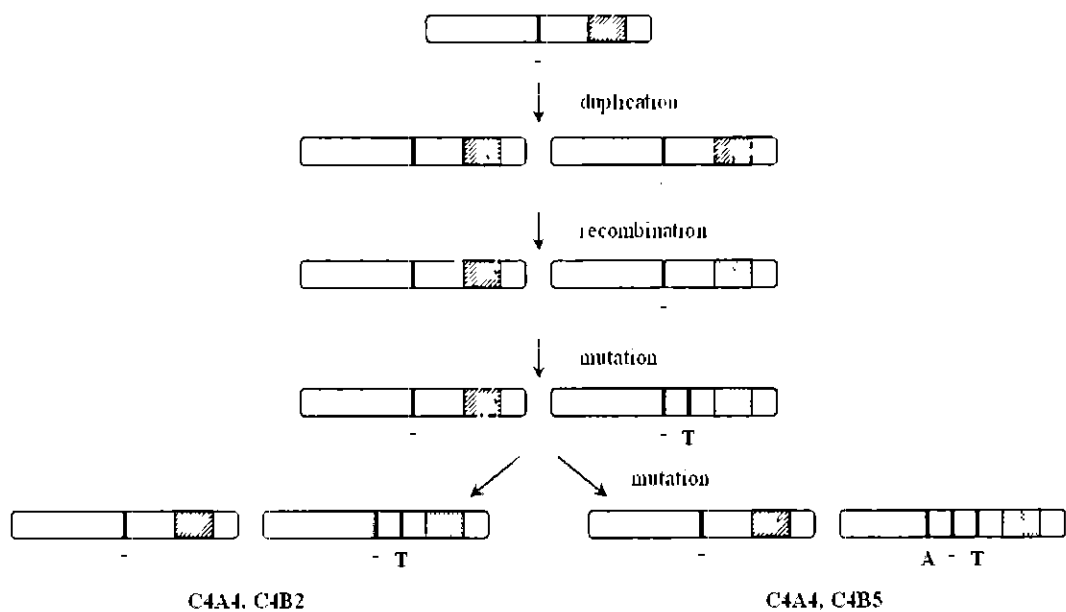 -
duplication
recombination
-
mutation
-
- T
mutation
-
- T
-
A - T
C4A4, C4B2
C4A4, C4B5